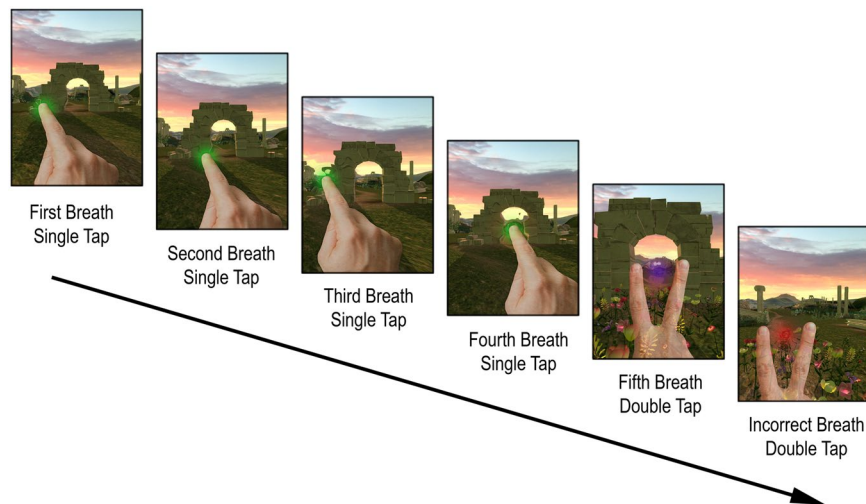 First Breath
Single Tap
Second Breath
Single Tap
Third Breath
Single Tap
Fourth Breath
Single Tap
Fifth Breath
Double Tap
Incorrect Breath
Double Tap